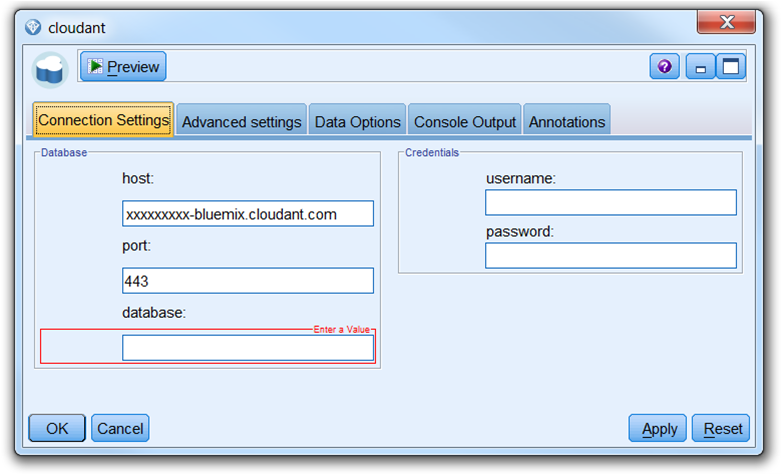 cloudant
Preview
Connection Settings
Advanced settings
Data Options
Console Output
Annotations
Database
host:
xxxxxxxxx-bluemix.cloudant.com
port:
443
database:
Enter a Value
Credentials
username:
password:
OK
Cancel
Apply
Reset